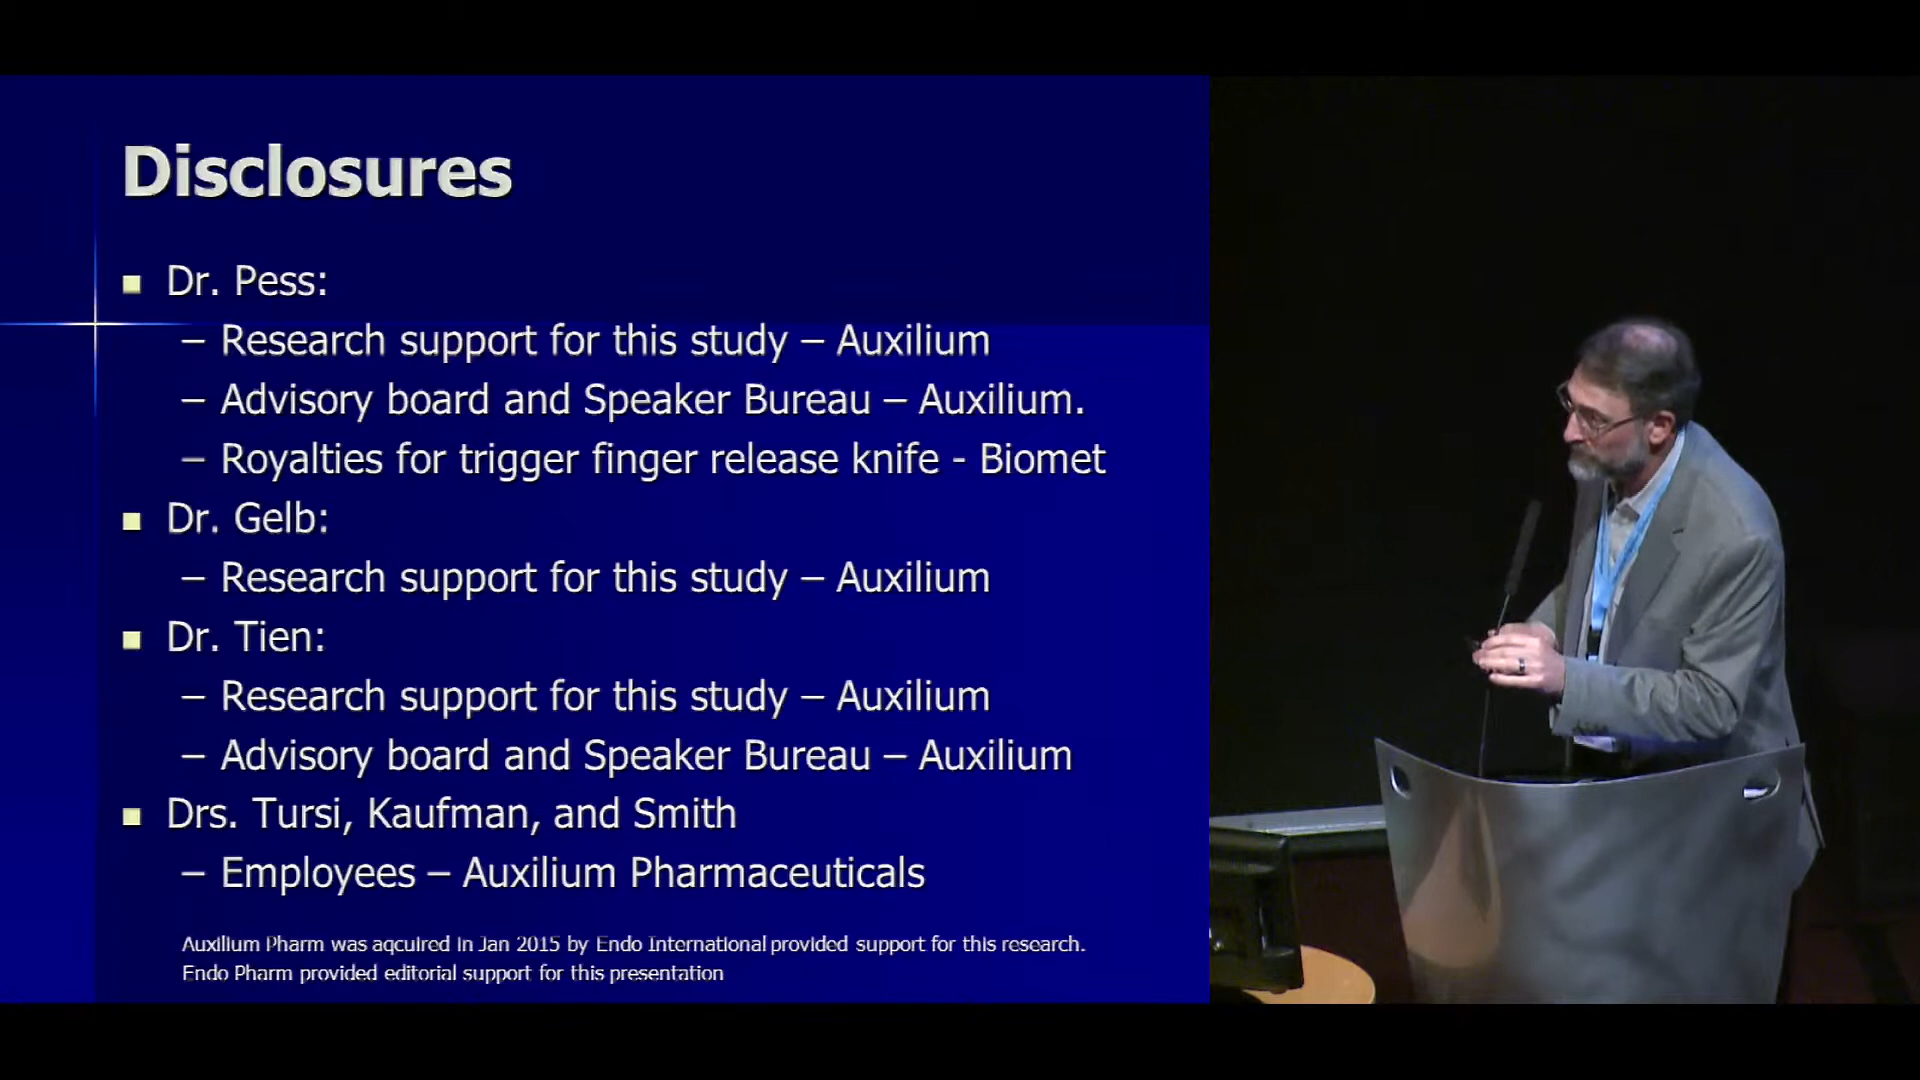 Disclosures
Dr. Pess:
– Research support for this study – Auxilium
– Advisory board and Speaker Bureau – Auxilium.
– Royalties for trigger finger release knife - Biomet
Dr. Gelb:
– Research support for this study – Auxilium
Dr. Tien:
– Research support for this study – Auxilium
– Advisory board and Speaker Bureau – Auxilium
Drs. Tursi, Kaufman, and Smith
– Employees – Auxilium Pharmaceuticals
Auxilium Pharm was aqcuired in Jan 2015 by Endo International provided support for this research.
Endo Pharm provided editorial support for this presentation